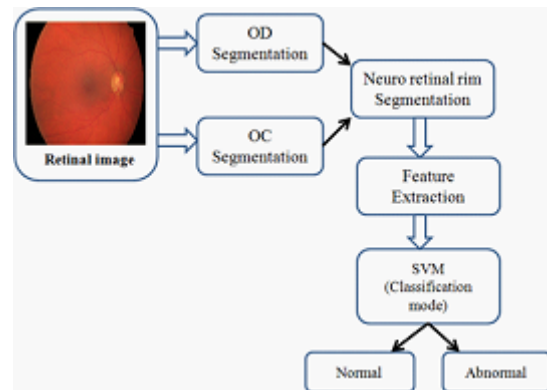 Retinal image
OD
Segmentation
OC
Segmentation
Neuro retinal rim
Segmentation
Feature
Extraction
SVM
(Classification
mode)
Normal
Abnormal